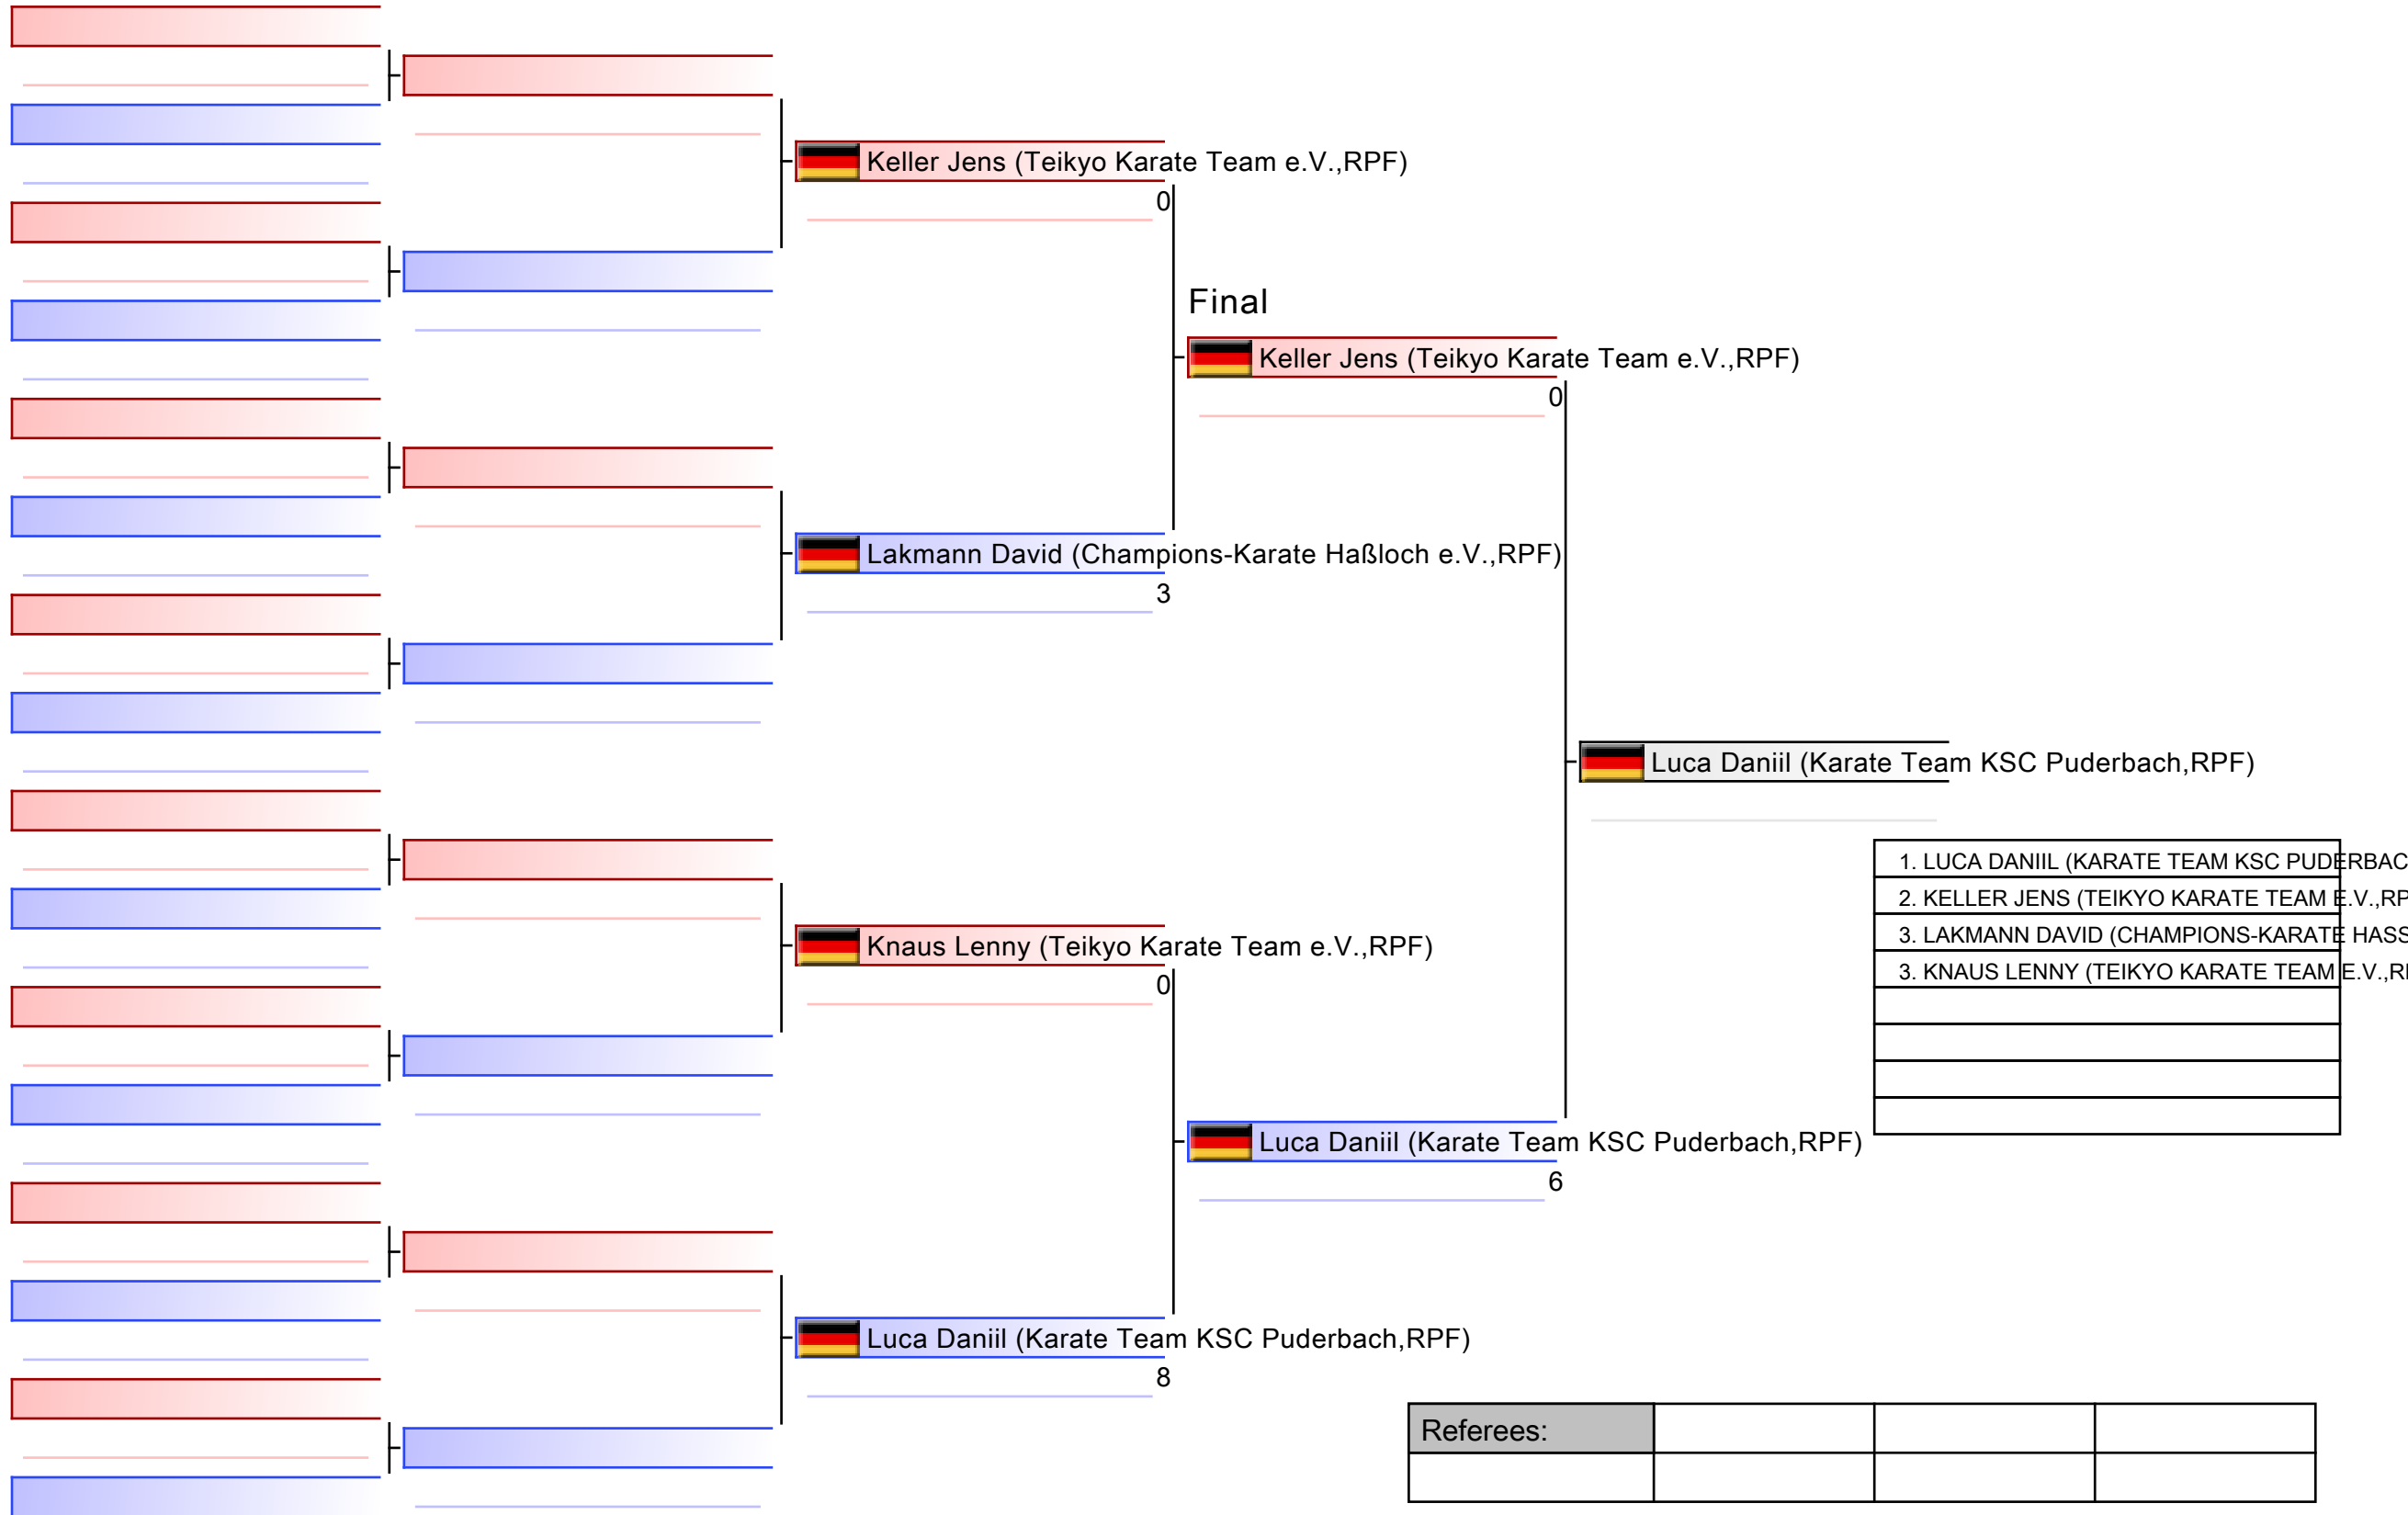 Keller Jens (Teikyo Karate Team e.V.,RPF)
0
Final
Keller Jens (Teikyo Karate Team e.V.,RPF)
0
Lakmann David (Champions-Karate Haßloch e.V.,RPF)
3
Luca Daniil (Karate Team KSC Puderbach,RPF)
1. LUCA DANIIL (KARATE TEAM KSC PUDERBAC
2. KELLER JENS (TEIKYO KARATE TEAM E.V.,RP
3. LAKMANN DAVID (CHAMPIONS-KARATE HASS
3. KNAUS LENNY (TEIKYO KARATE TEAM E.V.,R
Knaus Lenny (Teikyo Karate Team e.V.,RPF)
0
Luca Daniil (Karate Team KSC Puderbach,RPF)
6
Luca Daniil (Karate Team KSC Puderbach,RPF)
8
Referees: